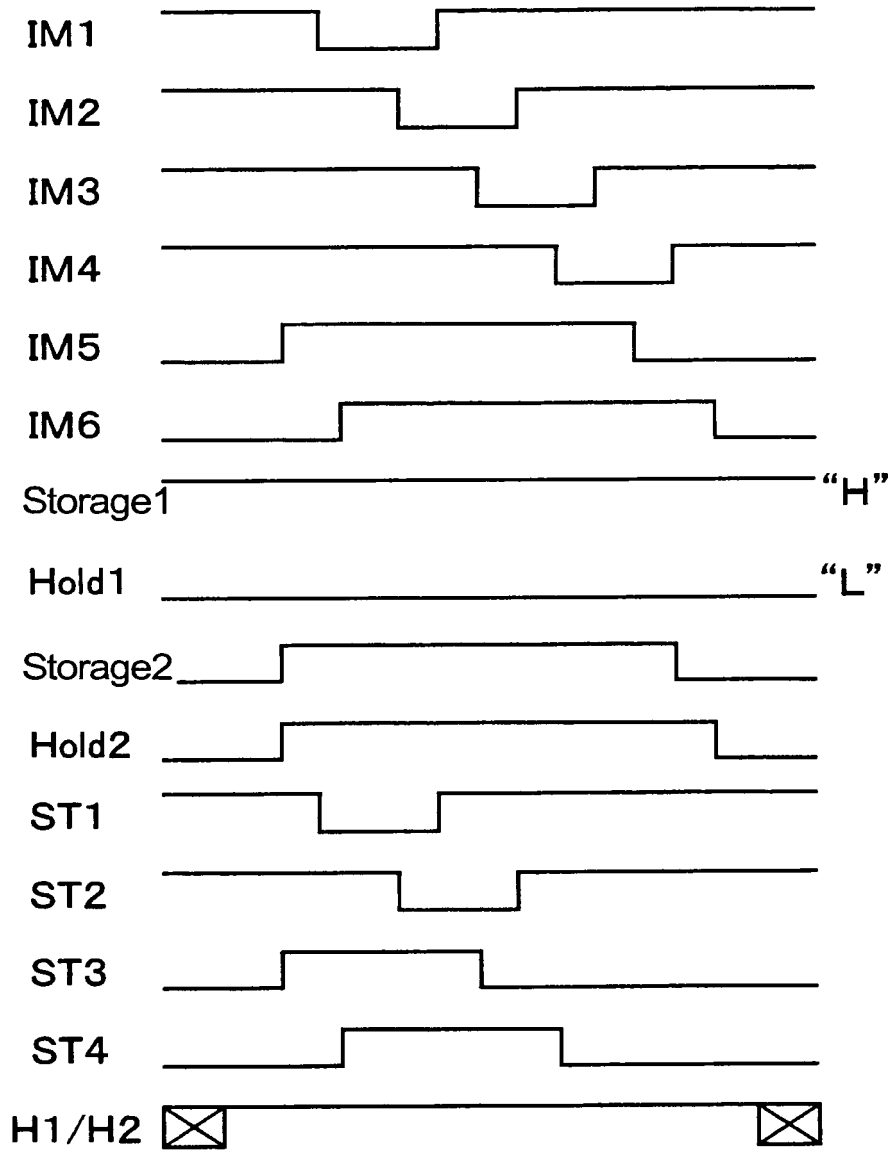 IM1
IM2
IM3
IM4
IM5
IM6
Storage1 “H”
Hold1 “L”
Storage2
Hold2
ST1
ST2
ST3
ST4
H1/H2